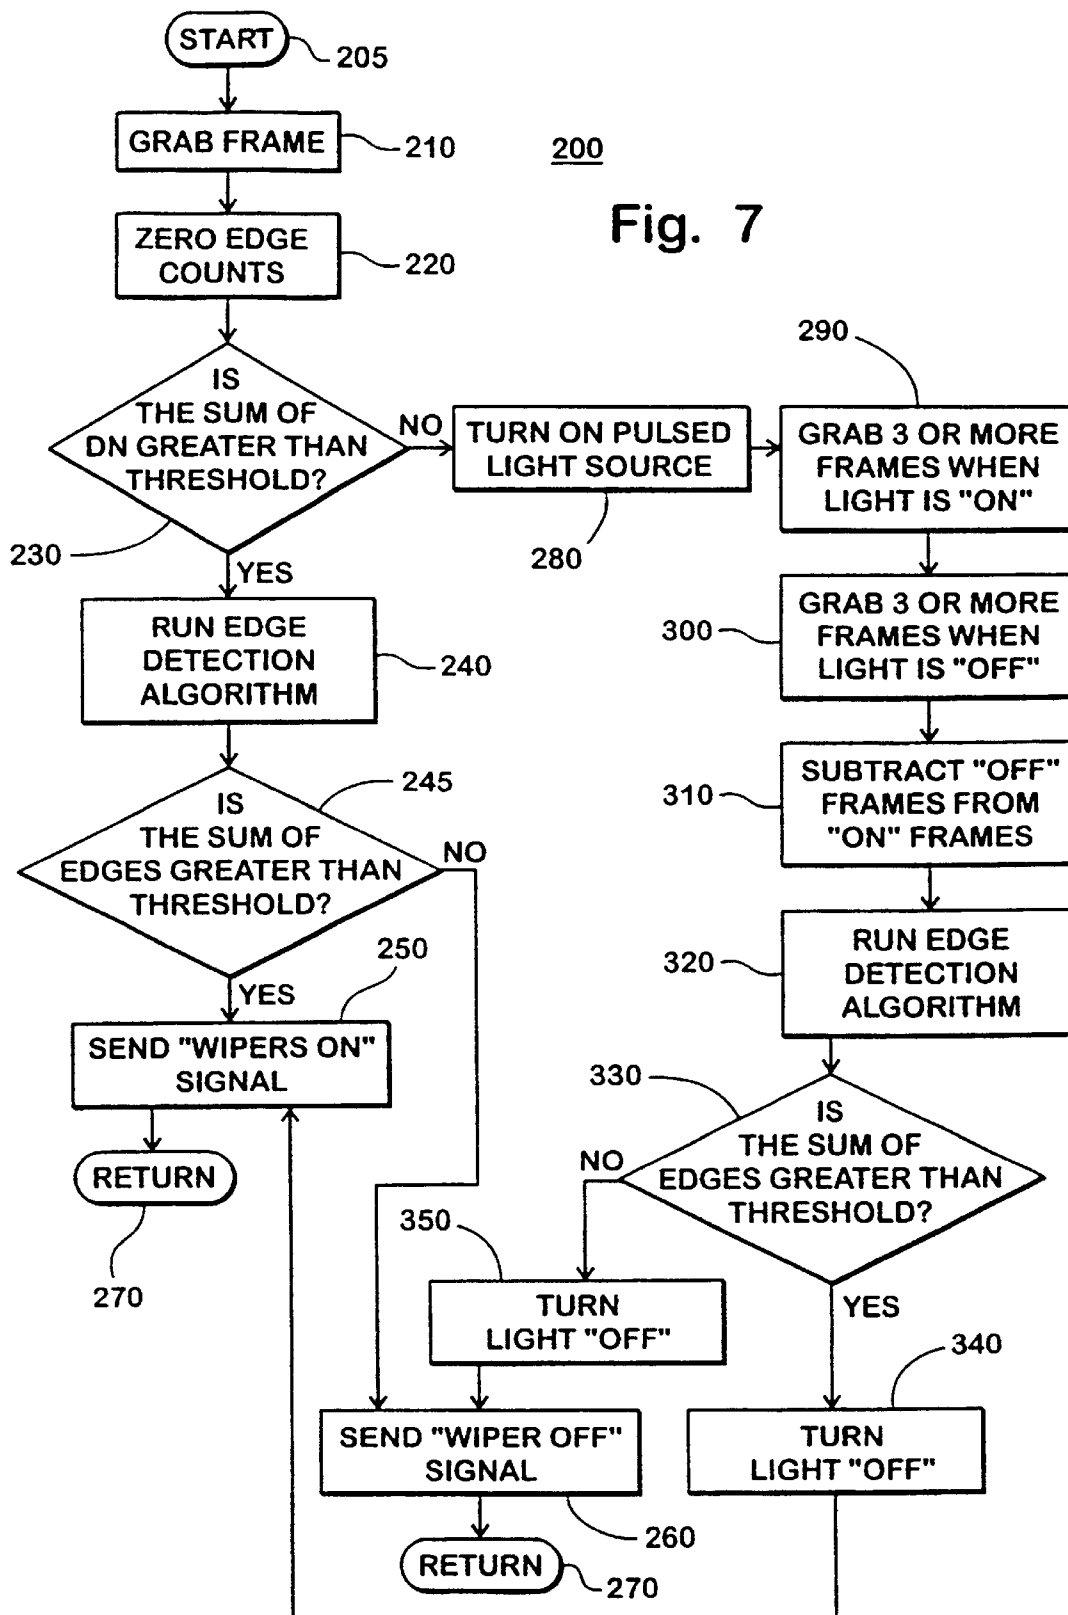 START
205
GRAB FRAME
210
200
Fig. 7
ZERO EDGE
COUNTS
220
IS
THE SUM OF
DN GREATER THAN
THRESHOLD?
230
NO
YES
TURN ON PULSED
LIGHT SOURCE
280
290
GRAB 3 OR MORE
FRAMES WHEN
LIGHT IS "ON"
GRAB 3 OR MORE
FRAMES WHEN
LIGHT IS "OFF"
300
SUBTRACT "OFF"
FRAMES FROM
"ON" FRAMES
310
RUN EDGE
DETECTION
ALGORITHM
320
RUN EDGE
DETECTION
ALGORITHM
240
245
IS
THE SUM OF
EDGES GREATER THAN
THRESHOLD?
NO
YES
250
SEND "WIPERS ON"
SIGNAL
RETURN
270
330
IS
THE SUM OF
EDGES GREATER THAN
THRESHOLD?
NO
YES
350
TURN
LIGHT "OFF"
340
TURN
LIGHT "OFF"
SEND "WIPER OFF"
SIGNAL
260
RETURN
270